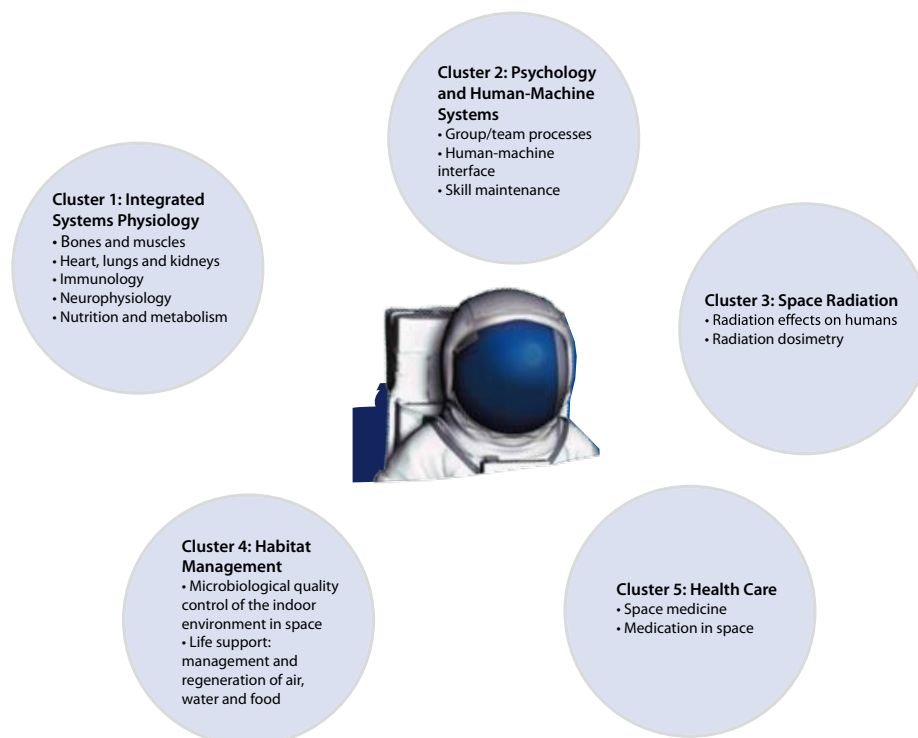 Cluster 2: Psychology
and Human-Machine
Systems
• Group/team processes
• Human-machine
interface
• Skill maintenance
Cluster 1: Integrated
Systems Physiology
• Bones and muscles
• Heart, lungs and kidneys
• Immunology
• Neurophysiology
• Nutrition and metabolism
Cluster 3: Space Radiation
• Radiation effects on humans
• Radiation dosimetry
Cluster 4: Habitat
Management
• Microbiological quality
control of the indoor
environment in space
• Life support:
management and
regeneration of air,
water and food
Cluster 5: Health Care
• Space medicine
• Medication in space